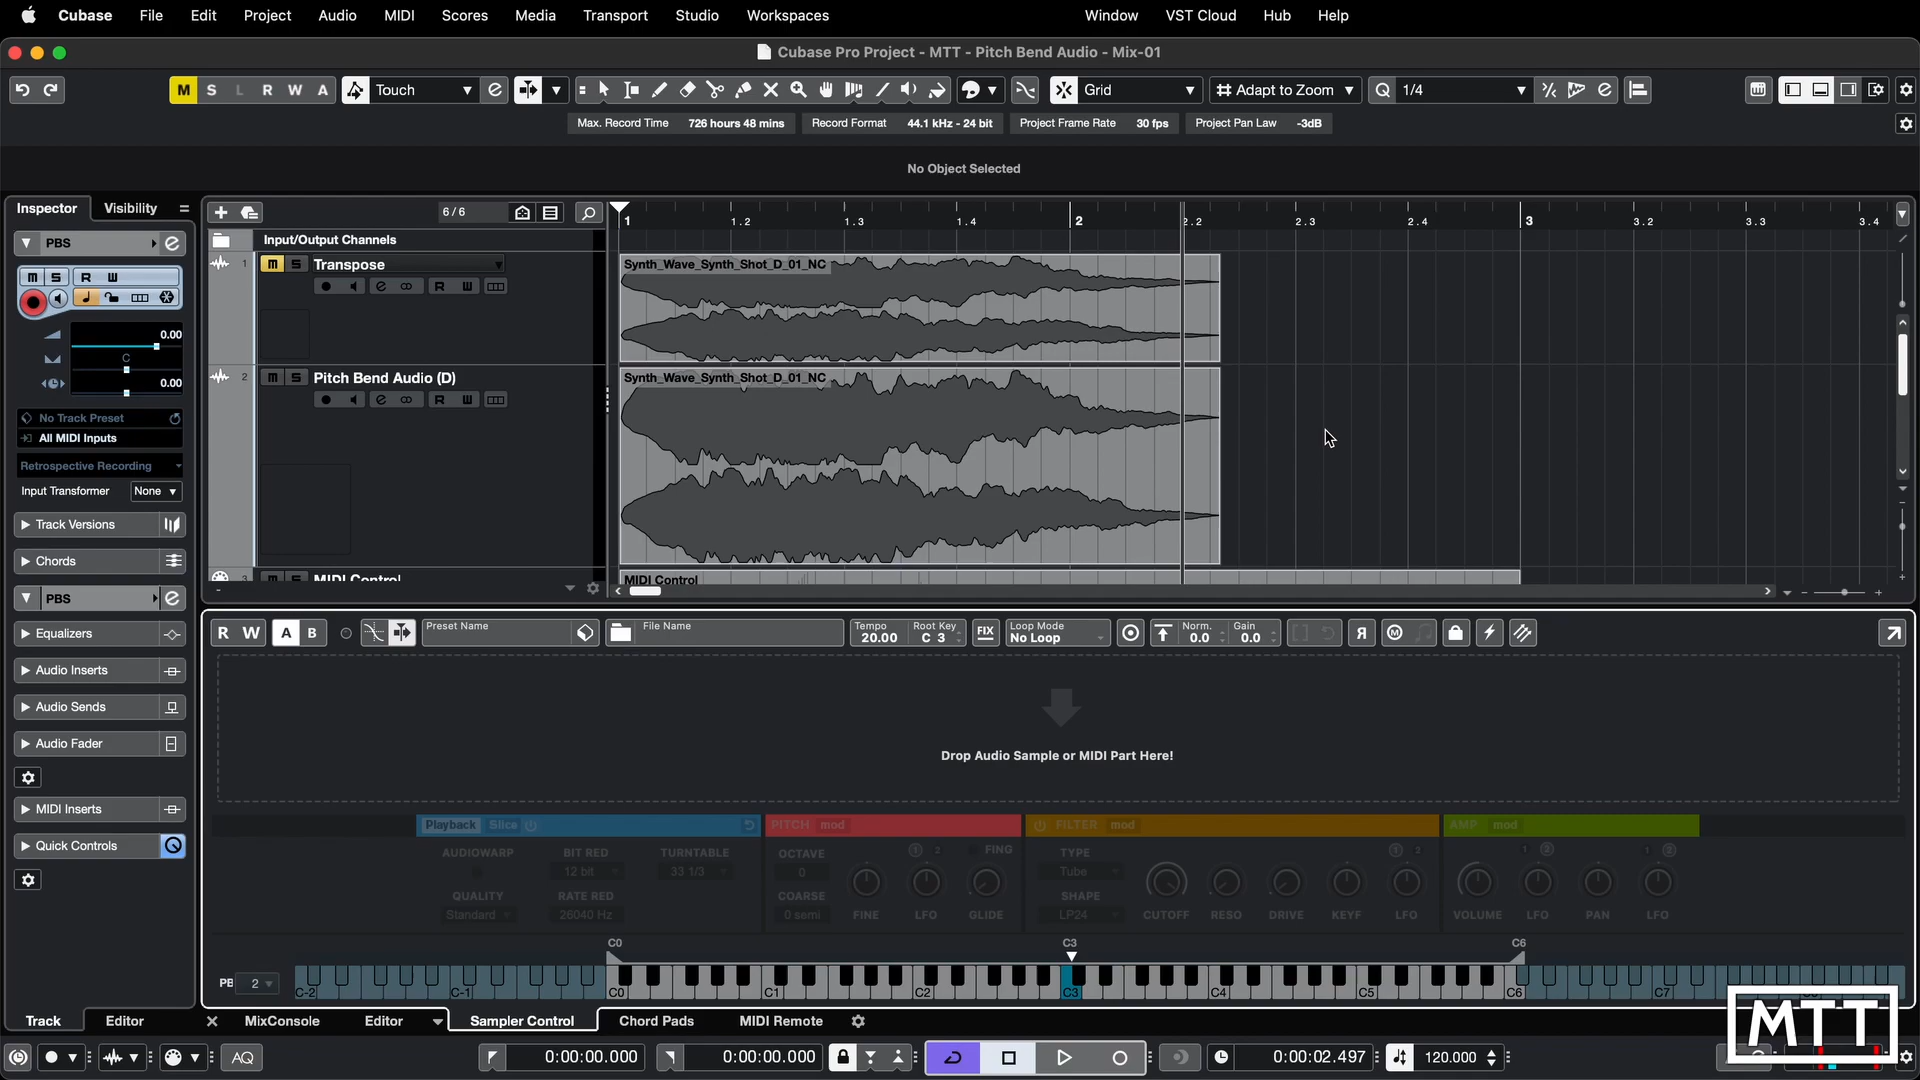 Cubase File Edit Project Audio MIDI Scores Media Transport Studio Workspaces Window VST Cloud Hub Help
Cubase Pro Project - MTT - Pitch Bend Audio - Mix-01
M S L R W A Touch Grid Adapt to Zoom Q 1/4
Max. Record Time 726 hours 48 mins Record Format 44.1 kHz - 24 bit Project Frame Rate 30 fps Project Pan Law -3dB
No Object Selected
Inspector Visibility
6/6
1 1.2 1.3 1.4 2 2.2 2.3 2.4 3 3.2 3.3 3.4
PBS
Input/Output Channels
M S R W
1 M S Transpose
R W
Synth_Wave_Synth_Shot_D_01_NC
0.00
C
0.00
2 M S Pitch Bend Audio (D)
R W
Synth_Wave_Synth_Shot_D_01_NC
No Track Preset
All MIDI Inputs
Retrospective Recording
Input Transformer None
Track Versions
Chords
3 M S MIDI Control
MIDI Control
PBS
Equalizers
Audio Inserts
Audio Sends
Audio Fader
MIDI Inserts
Quick Controls
R W A B Preset Name File Name Tempo 20.00 Root Key C 3 FIX Loop Mode No Loop Norm. 0.0 Gain 0.0 R M
Drop Audio Sample or MIDI Part Here!
Playback Slice PITCH mod FILTER mod AMP mod
AUDIOWARP BIT RED TURNTABLE OCTAVE 1 2 FING TYPE 1 2 1 3 1 2
12 bit 33 1/3 0 Tube
QUALITY RATE RED COARSE SHAPE
Standard 26040 Hz 0 semi FINE LFO GLIDE LP24 CUTOFF RESO DRIVE KEYF LFO VOLUME LFO PAN LFO
C0 C3 C6
PB 2 C-2 C-1 C0 C1 C2 C3 C4 C5 C6 C7
Track Editor MixConsole Editor Sampler Control Chord Pads MIDI Remote
AQ 0:00:00.000 0:00:00.000 0:00:02.497 120.000
MTT